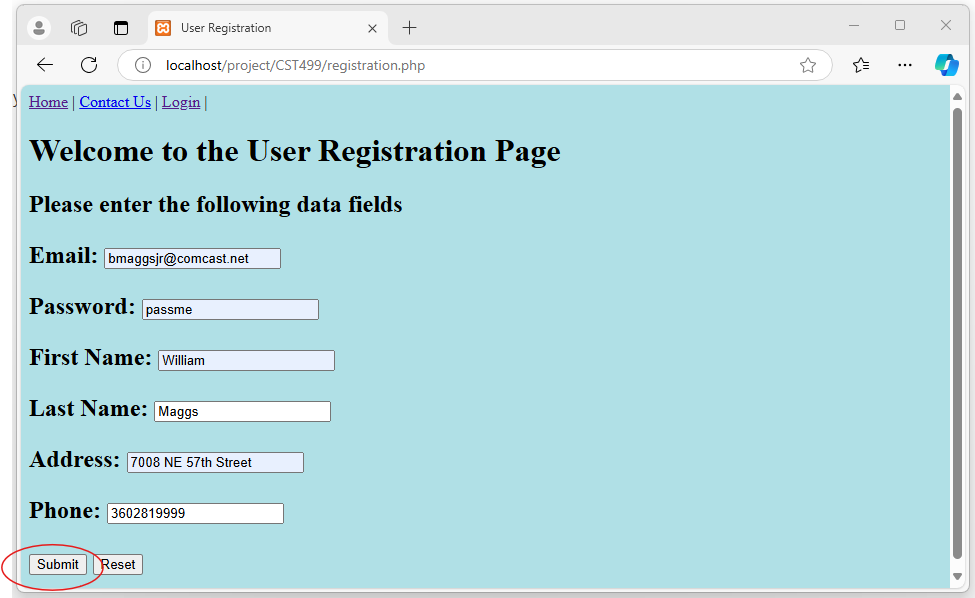 User Registration
localhost/project/CST499/registration.php
Home | Contact Us | Login |
Welcome to the User Registration Page
Please enter the following data fields
Email: bmaggsjr@comcast.net
Password: passme
First Name: William
Last Name: Maggs
Address: 7008 NE 57th Street
Phone: 3602819999
Submit Reset